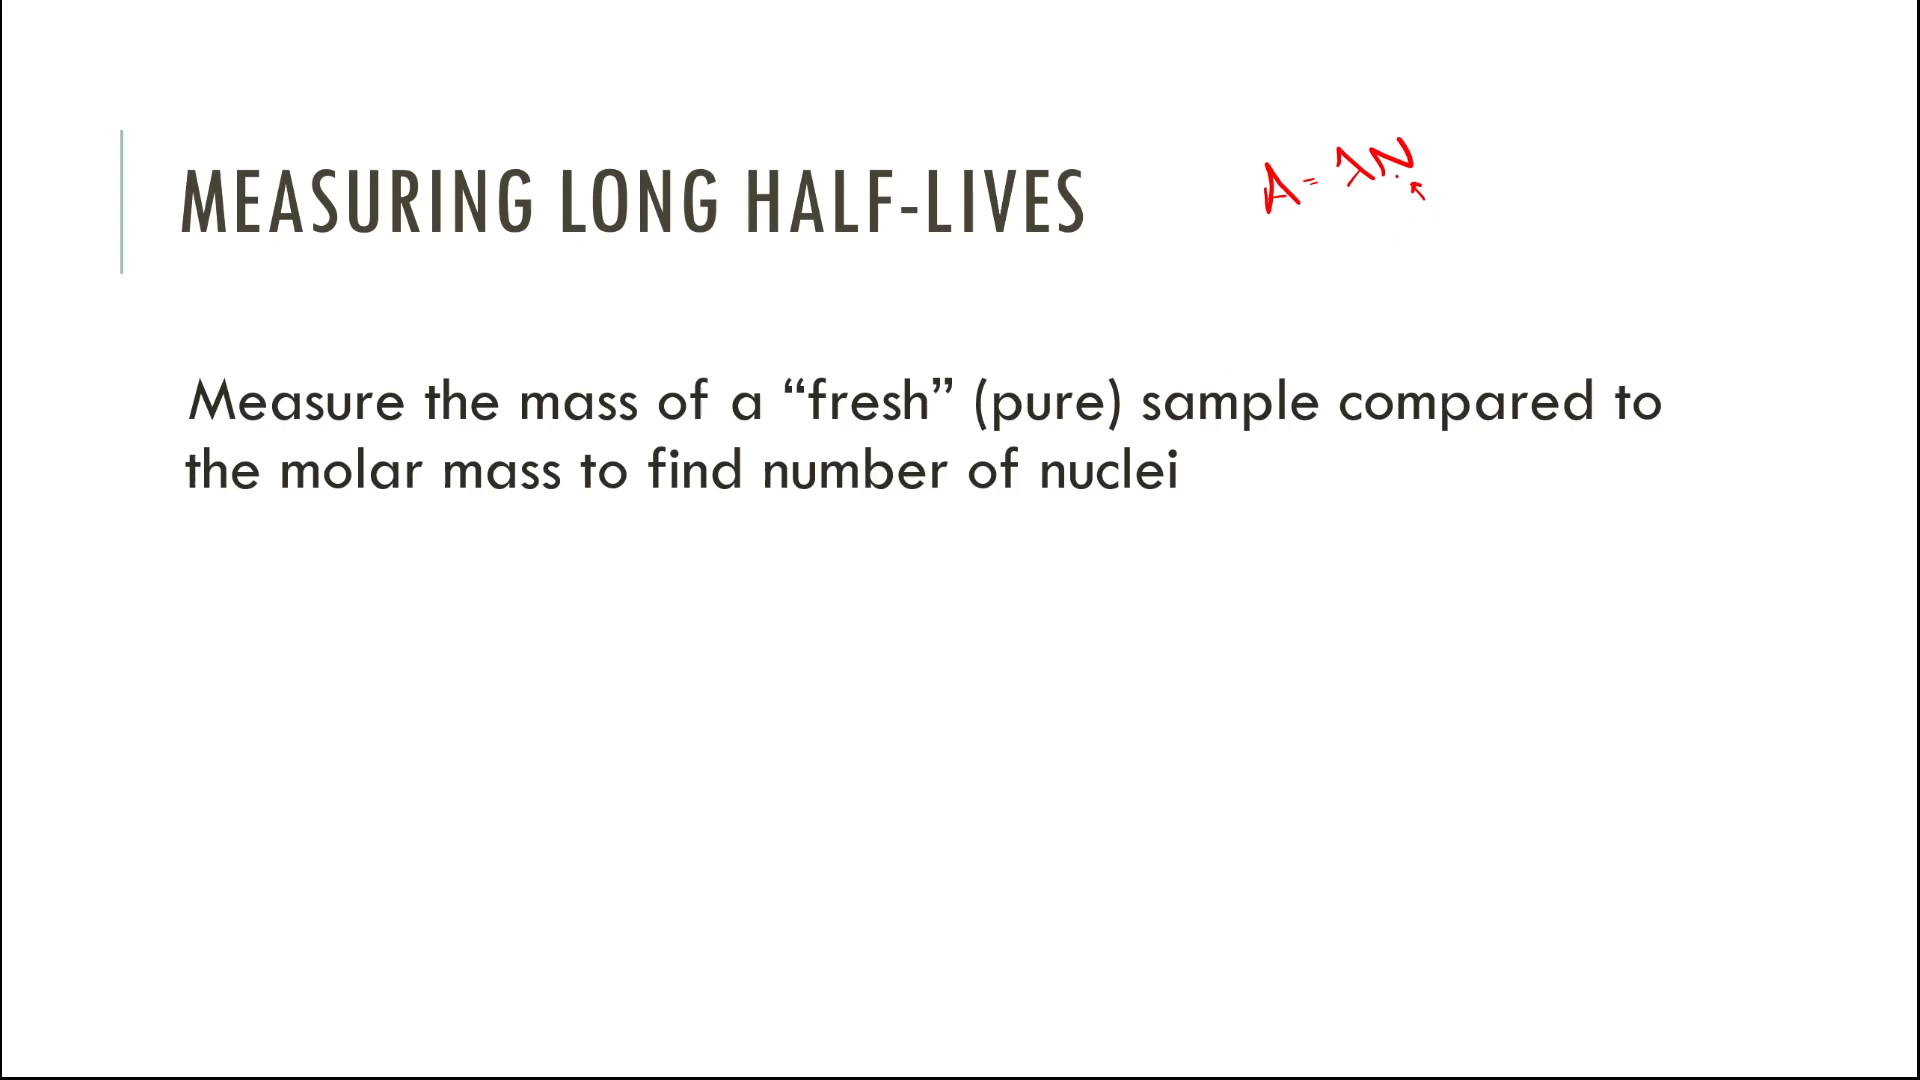 MEASURING LONG HALF-LIVES
A = λN
Measure the mass of a “fresh” (pure) sample compared to
the molar mass to find number of nuclei